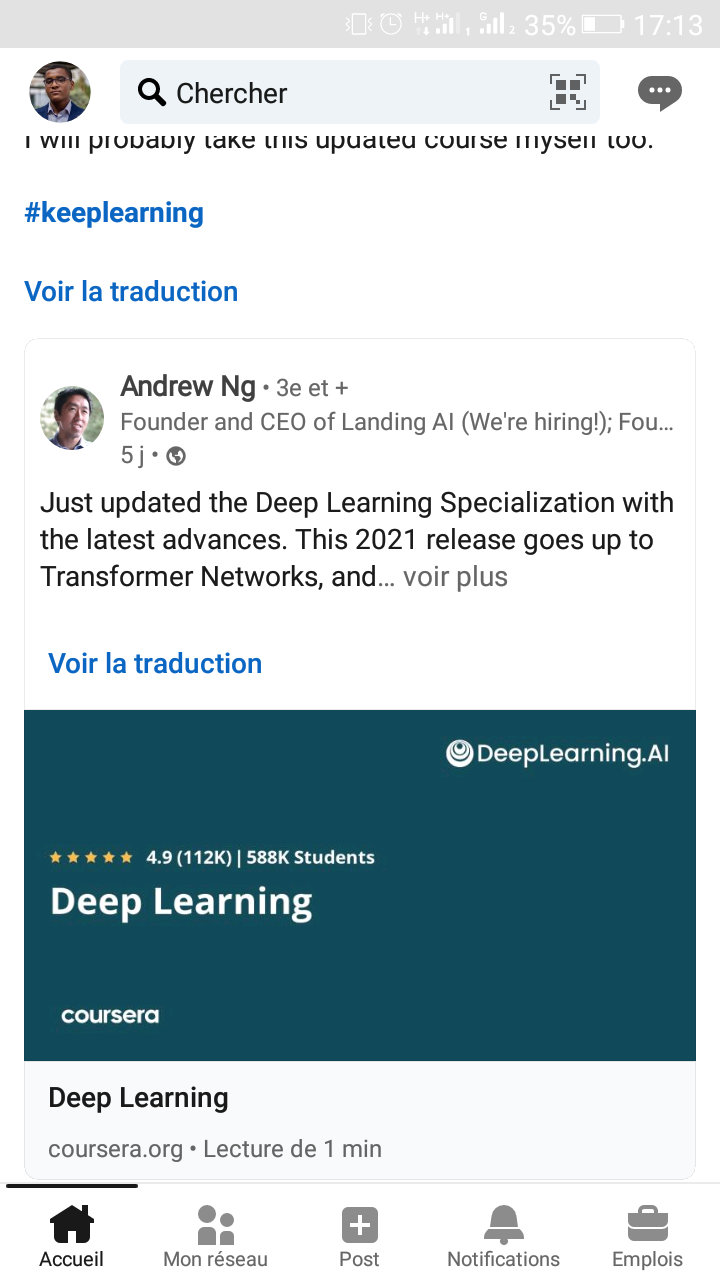 35% 17:13
Chercher
I will probably take this updated course myself too.
#keeplearning
Voir la traduction
Andrew Ng • 3e et +
Founder and CEO of Landing AI (We're hiring!); Fou...
5 j •
Just updated the Deep Learning Specialization with
the latest advances. This 2021 release goes up to
Transformer Networks, and... voir plus
Voir la traduction
DeepLearning.AI
4.9 (112K) | 588K Students
Deep Learning
coursera
Deep Learning
coursera.org • Lecture de 1 min
Accueil Mon réseau Post Notifications Emplois